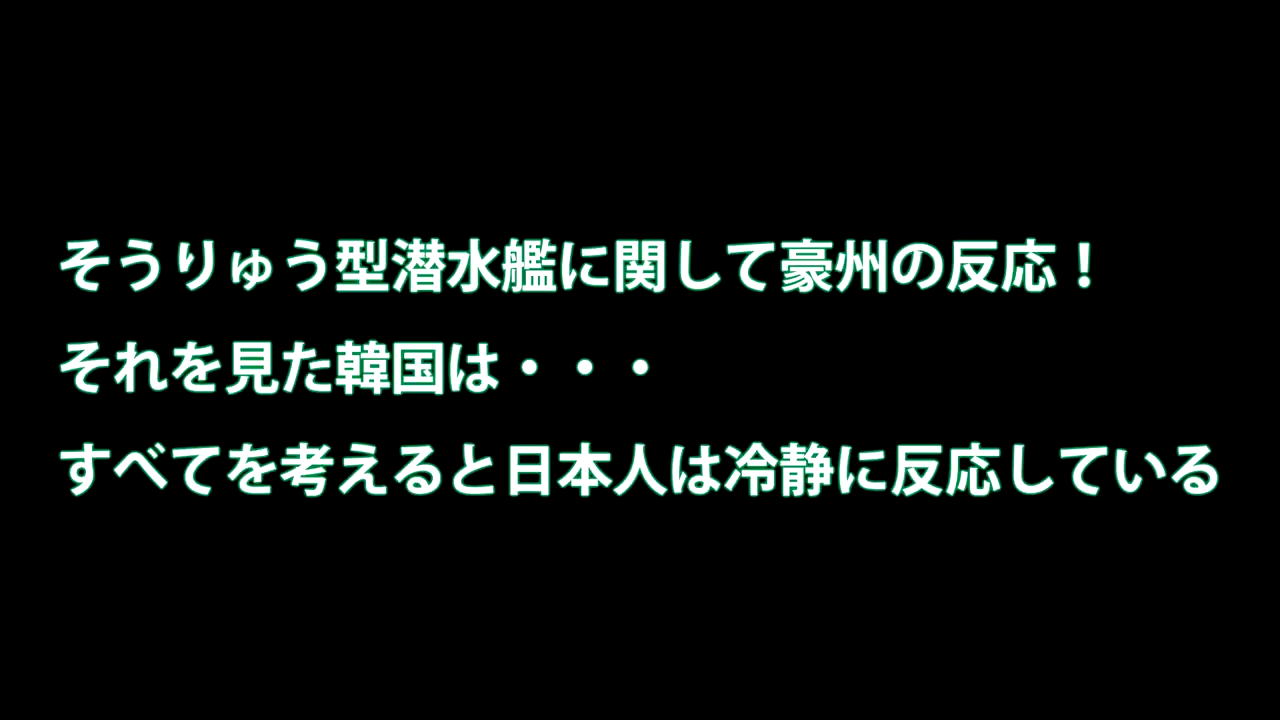 そうりゅう型潜水艦に関して豪州の反応！
それを見た韓国は・・・
すべてを考えると日本人は冷静に反応している